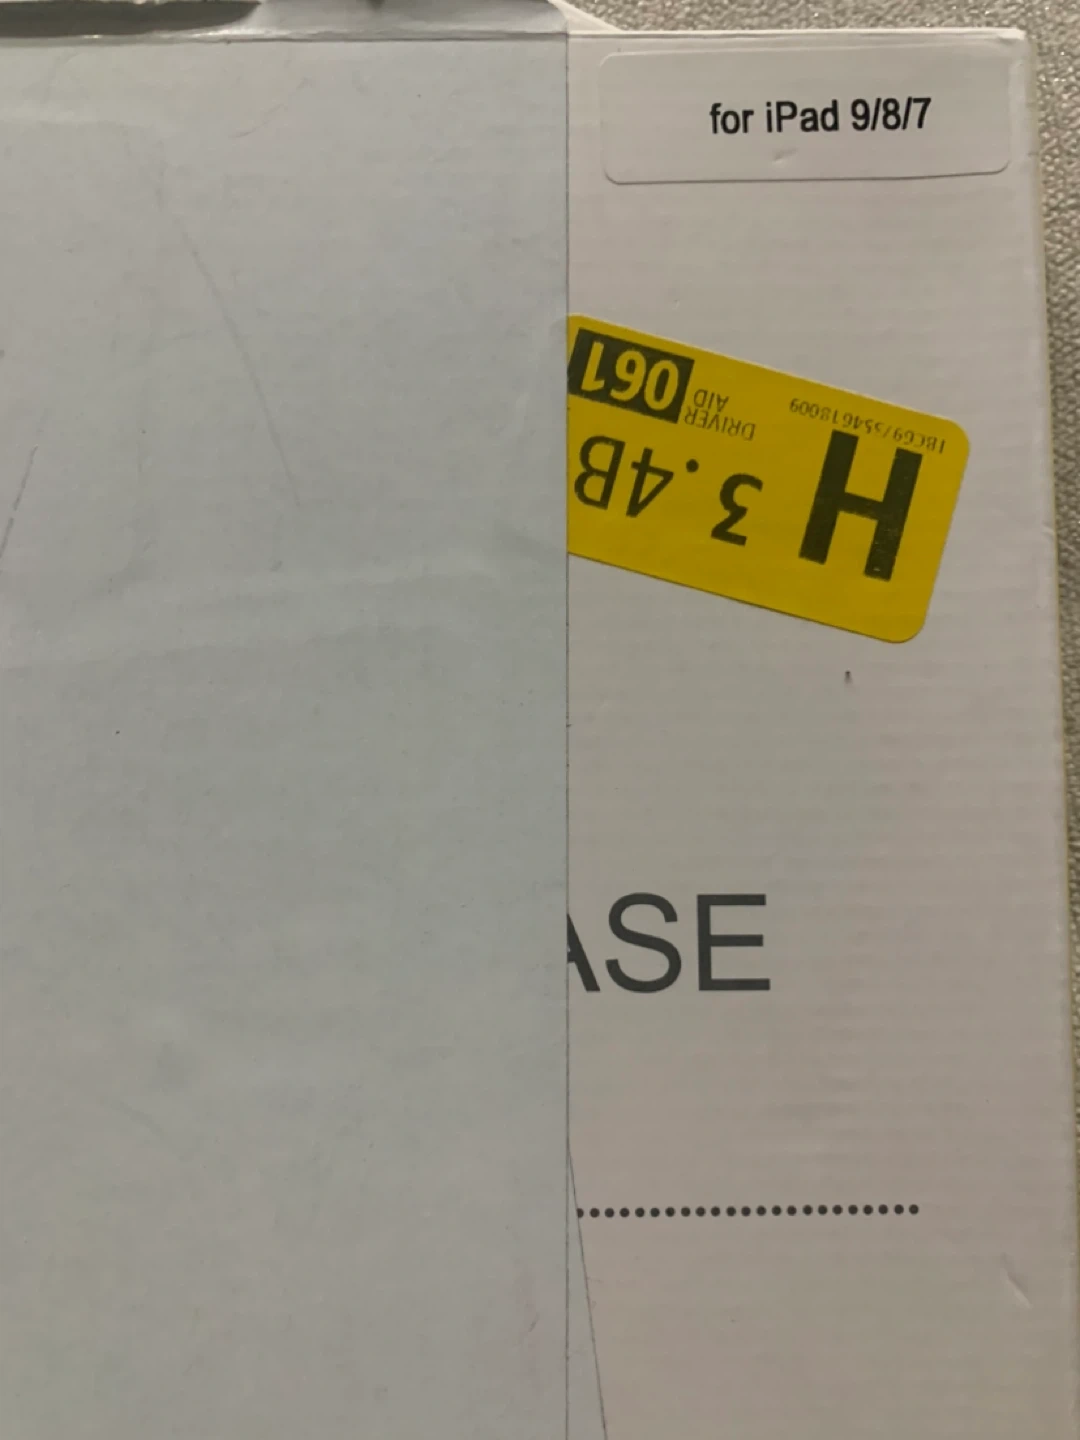 for iPad 9/8/7
H 3.4B
DRIVER
AID
061
ASE